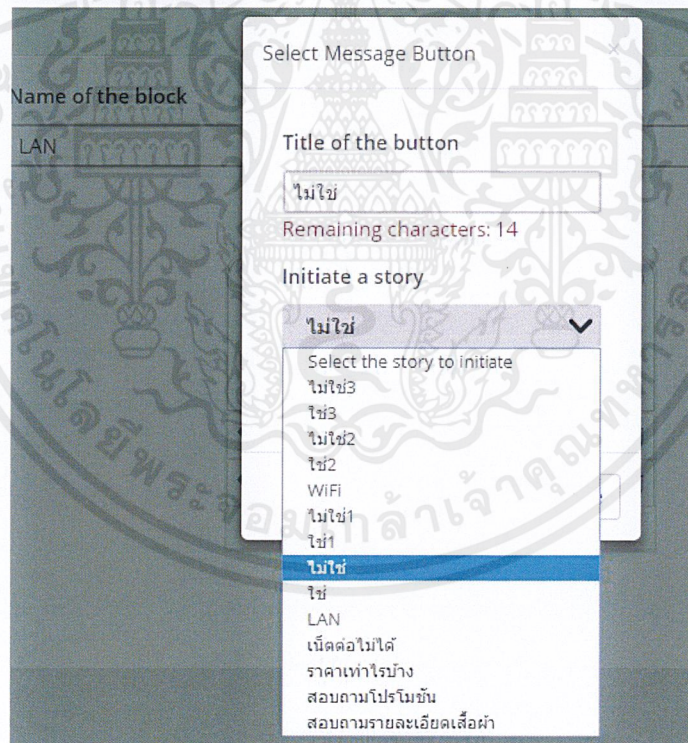 Select Message Button
Name of the block
LAN
Title of the button
ไม่ใช่
Remaining characters: 14
Initiate a story
ไม่ใช่
Select the story to initiate
ไม่ใช่3
ใช่3
ไม่ใช่2
ใช่2
WiFi
ไม่ใช่1
ใช่1
ไม่ใช่
ใช่
LAN
เน็ตต่อไม่ได้
ราคาเท่าไรบ้าง
สอบถามโปรโมชัน
สอบถามรายละเอียดเสื้อผ้า